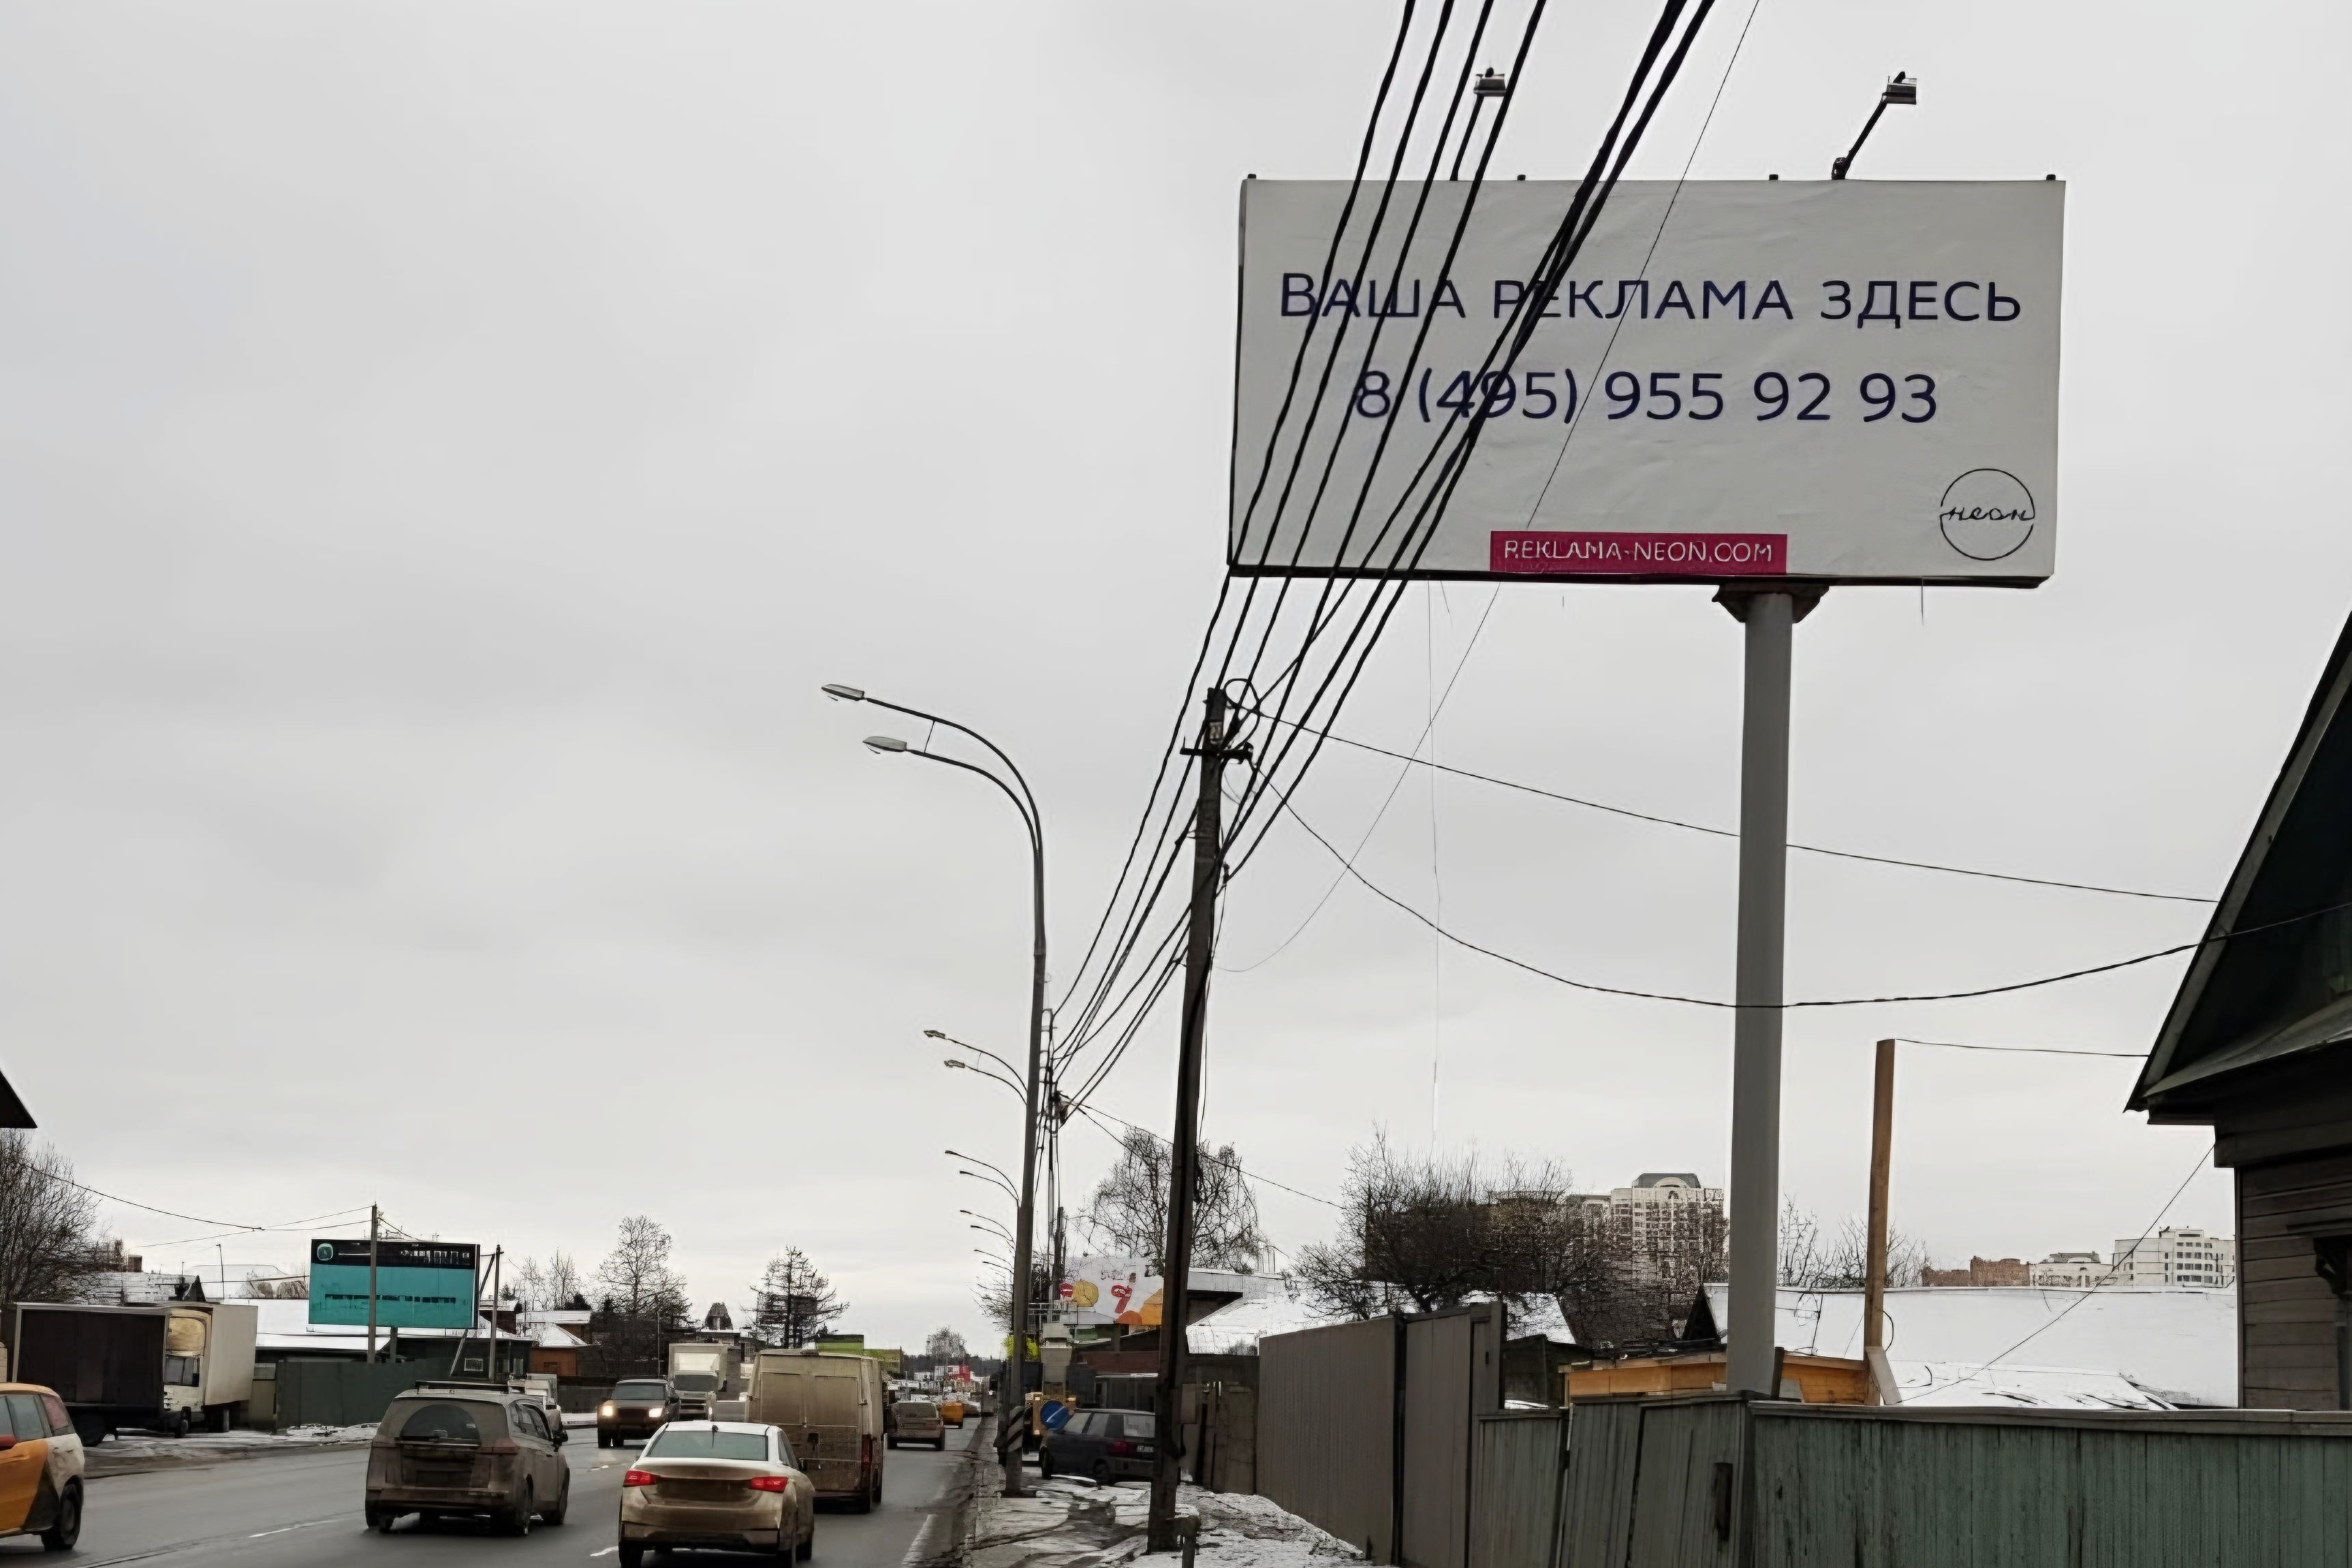 ВАША РЕКЛАМА ЗДЕСЬ
8 (495) 955 92 93
неон
REKLAMA-NEON.COM